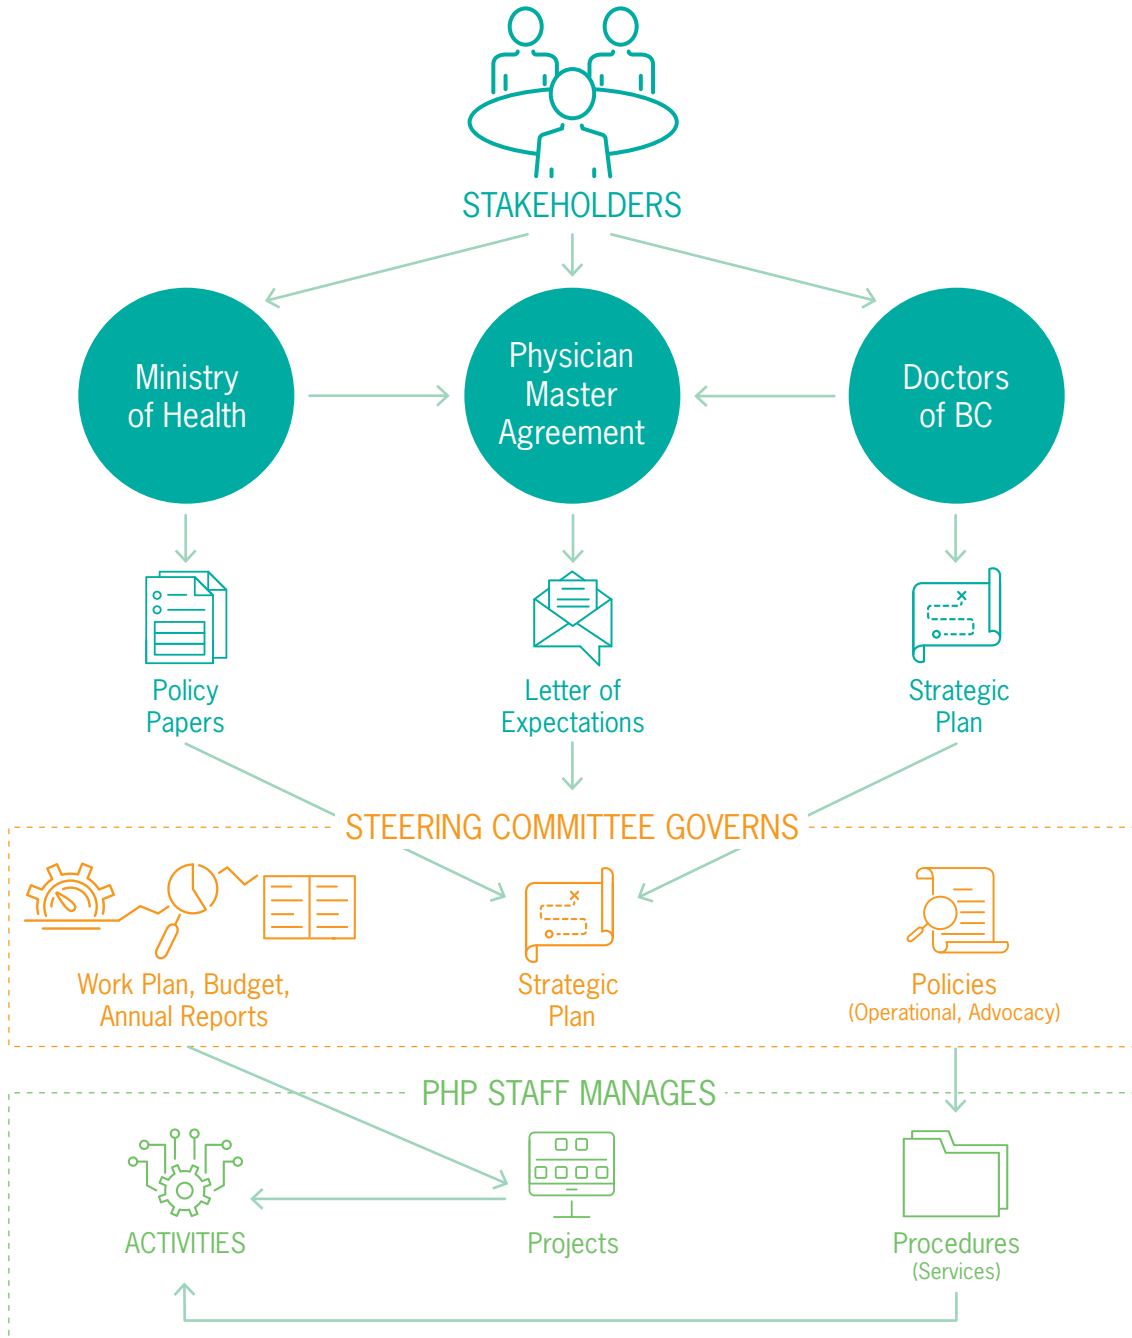 STAKEHOLDERS
Ministry
of Health
Physician
Master
Agreement
Doctors
of BC
Policy
Papers
Letter of
Expectations
Strategic
Plan
STEERING COMMITTEE GOVERNS
Work Plan, Budget,
Annual Reports
Strategic
Plan
Policies
(Operational, Advocacy)
PHP STAFF MANAGES
ACTIVITIES
Projects
Procedures
(Services)